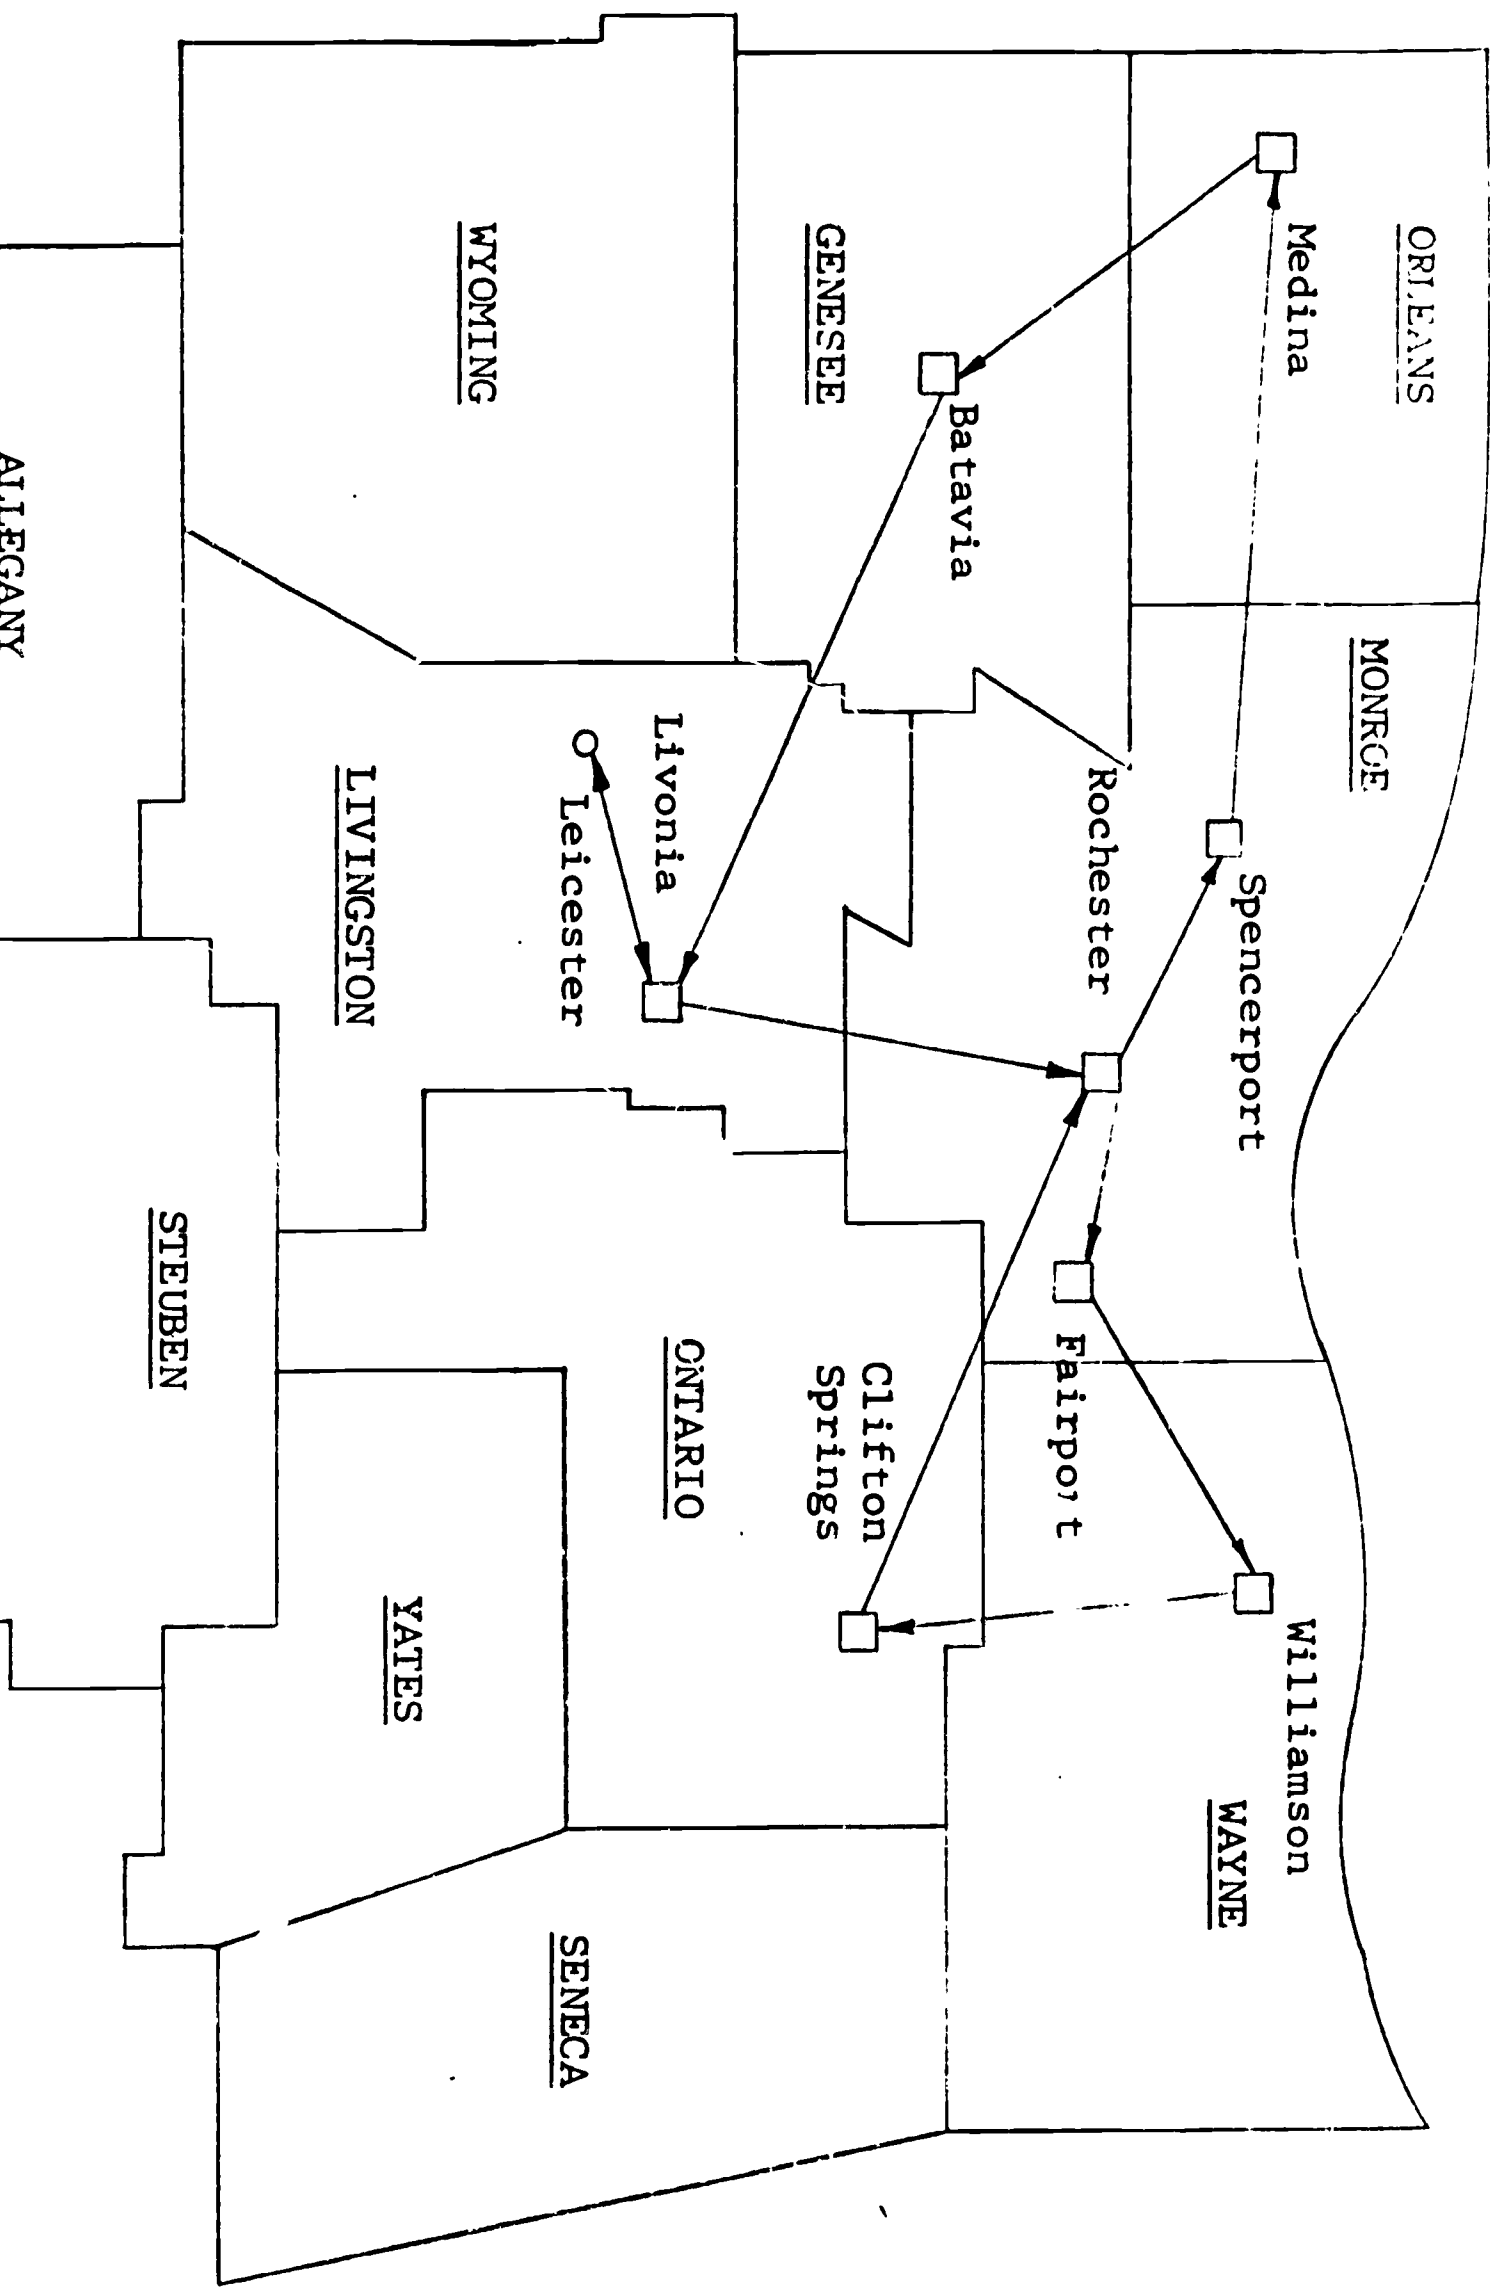 ORLEANS
Medina
MONROE
Spencerport
Williamson
WAYNE
Rochester
Fairport
Batavia
GENESEE
Clifton
Springs
Livonia
Leicester
ONTARIO
SENECA
WYOMING
LIVINGSTON
YATES
STEUBEN
ALLEGANY